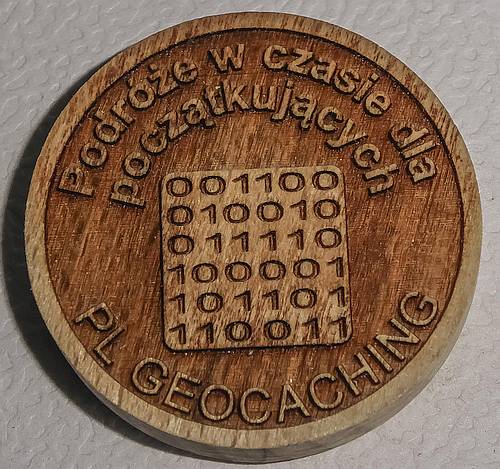 Podróże w czasie dla
początkujących
001100
010010
011110
100001
101101
110011
PL GEOCACHING